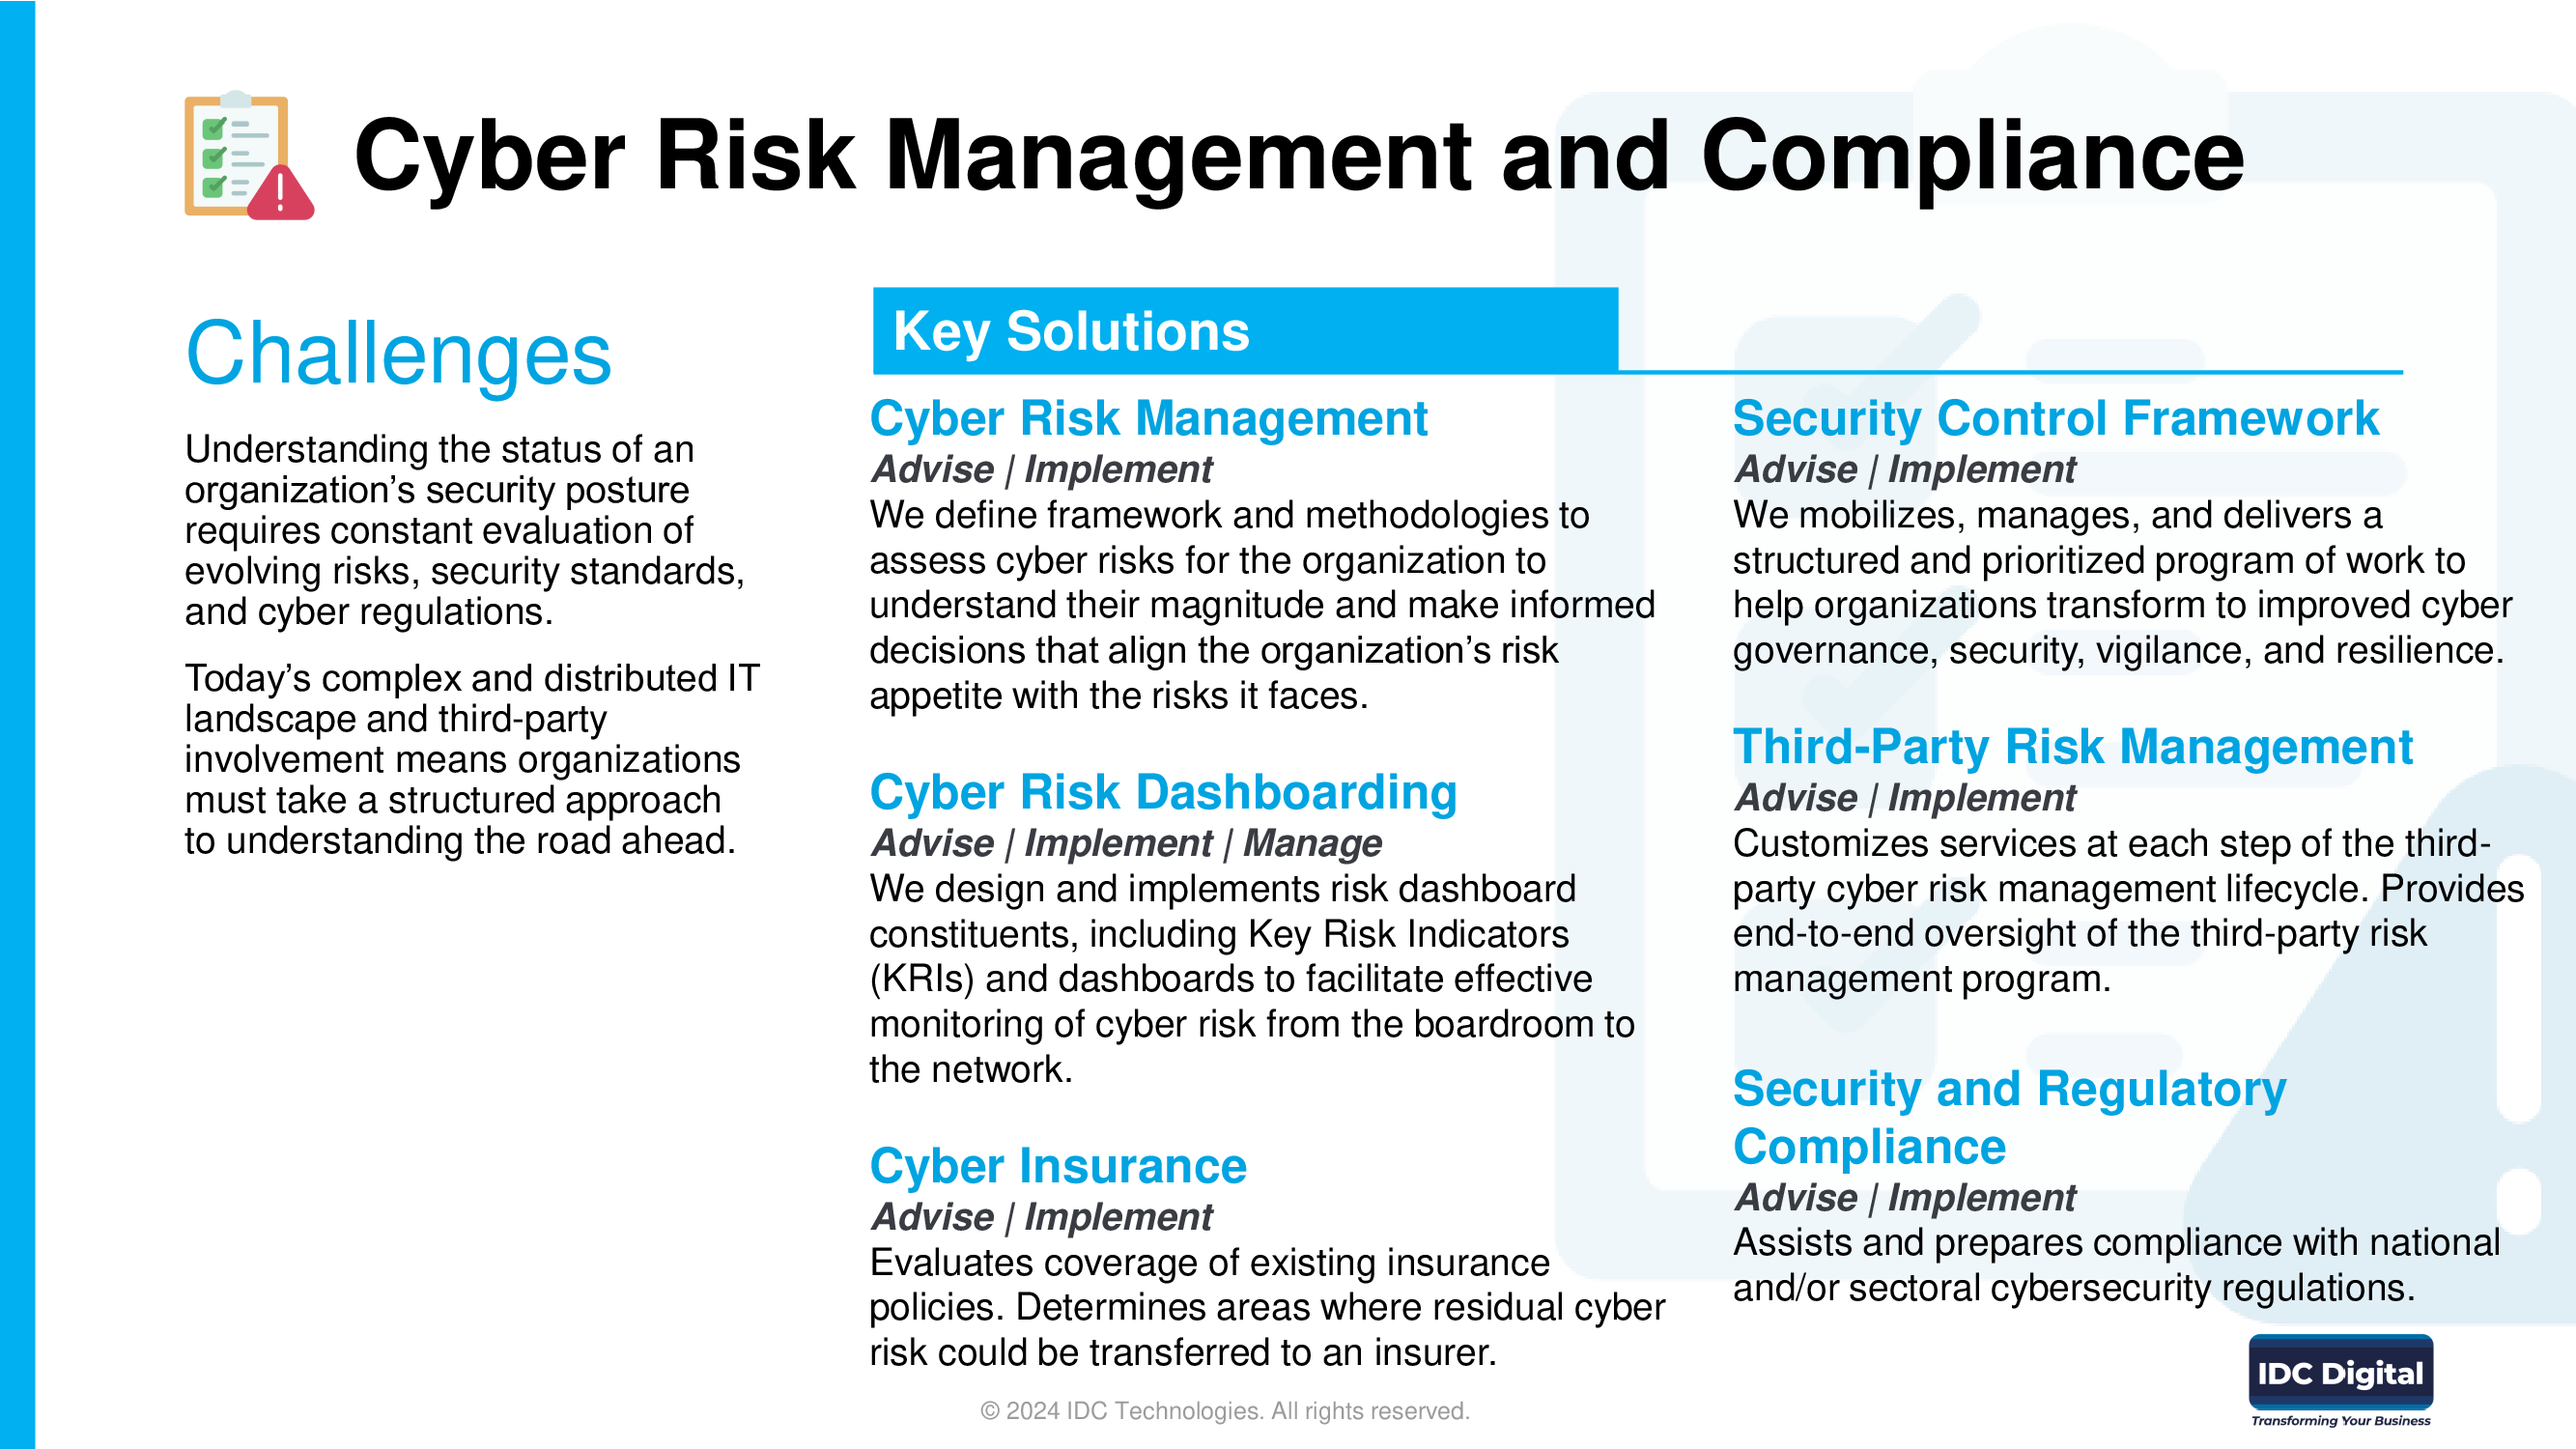 Cyber Risk Management and Compliance
Challenges
Understanding the status of an
organization’s security posture
requires constant evaluation of
evolving risks, security standards,
and cyber regulations.
Today’s complex and distributed IT
landscape and third-party
involvement means organizations
must take a structured approach
to understanding the road ahead.
Key Solutions
Cyber Risk Management
Advise | Implement
We define framework and methodologies to
assess cyber risks for the organization to
understand their magnitude and make informed
decisions that align the organization’s risk
appetite with the risks it faces.
Cyber Risk Dashboarding
Advise | Implement | Manage
We design and implements risk dashboard
constituents, including Key Risk Indicators
(KRIs) and dashboards to facilitate effective
monitoring of cyber risk from the boardroom to
the network.
Cyber Insurance
Advise | Implement
Evaluates coverage of existing insurance
policies. Determines areas where residual cyber
risk could be transferred to an insurer.
Security Control Framework
Advise | Implement
We mobilizes, manages, and delivers a
structured and prioritized program of work to
help organizations transform to improved cyber
governance, security, vigilance, and resilience.
Third-Party Risk Management
Advise | Implement
Customizes services at each step of the third-
party cyber risk management lifecycle. Provides
end-to-end oversight of the third-party risk
management program.
Security and Regulatory
Compliance
Advise | Implement
Assists and prepares compliance with national
and/or sectoral cybersecurity regulations.
© 2024 IDC Technologies. All rights reserved.
IDC Digital
Transforming Your Business